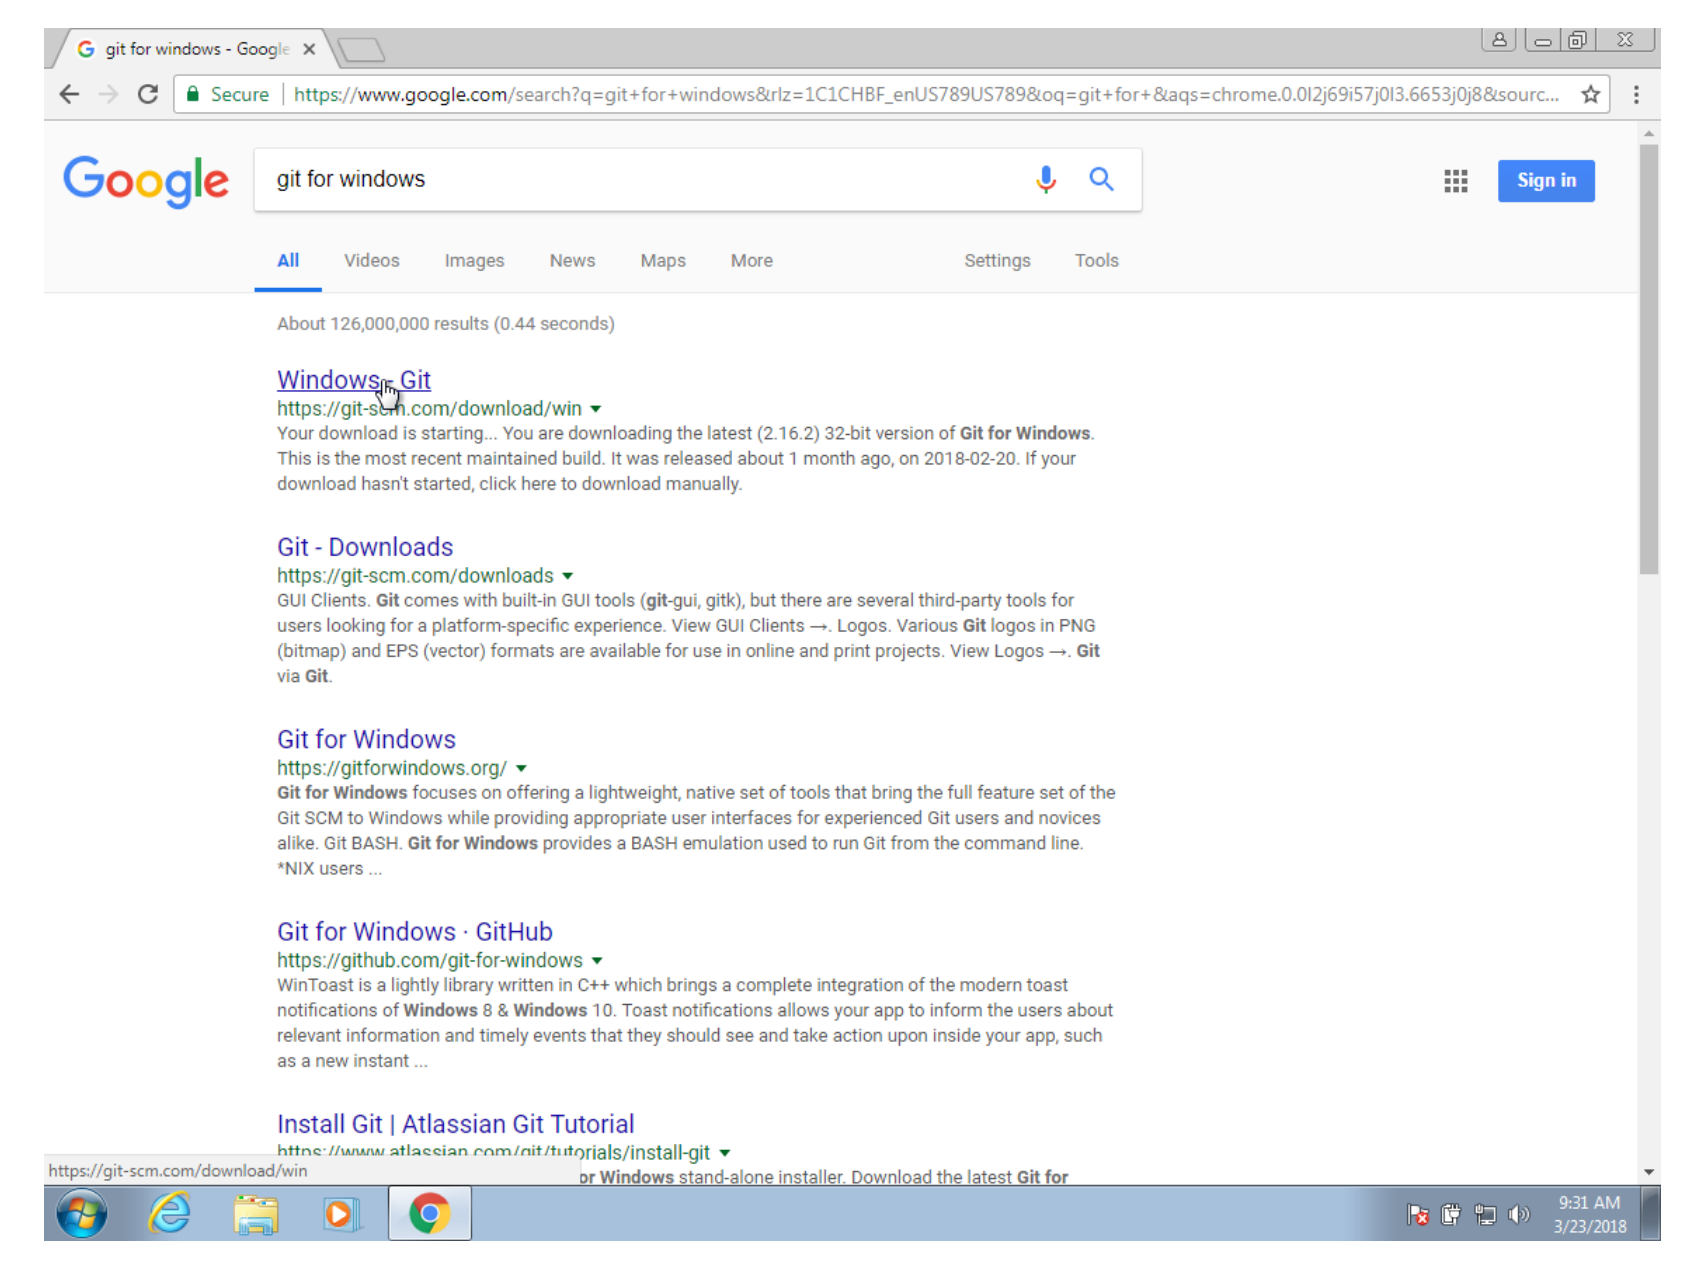 git for windows - Google
Secure | https://www.google.com/search?q=git+for+windows&rlz=1C1CHBF_enUS789US789&oq=git+for+&aqs=chrome.0.0l2j69i57j0l3.6653j0j8&sourc...
Google
git for windows
Sign in
All Videos Images News Maps More Settings Tools
About 126,000,000 results (0.44 seconds)
Windows - Git
https://git-scm.com/download/win
Your download is starting... You are downloading the latest (2.16.2) 32-bit version of Git for Windows.
This is the most recent maintained build. It was released about 1 month ago, on 2018-02-20. If your
download hasn't started, click here to download manually.
Git - Downloads
https://git-scm.com/downloads
GUI Clients. Git comes with built-in GUI tools (git-gui, gitk), but there are several third-party tools for
users looking for a platform-specific experience. View GUI Clients →. Logos. Various Git logos in PNG
(bitmap) and EPS (vector) formats are available for use in online and print projects. View Logos →. Git
via Git.
Git for Windows
https://gitforwindows.org/
Git for Windows focuses on offering a lightweight, native set of tools that bring the full feature set of the
Git SCM to Windows while providing appropriate user interfaces for experienced Git users and novices
alike. Git BASH. Git for Windows provides a BASH emulation used to run Git from the command line.
*NIX users ...
Git for Windows · GitHub
https://github.com/git-for-windows
WinToast is a lightly library written in C++ which brings a complete integration of the modern toast
notifications of Windows 8 & Windows 10. Toast notifications allows your app to inform the users about
relevant information and timely events that they should see and take action upon inside your app, such
as a new instant ...
Install Git | Atlassian Git Tutorial
https://www.atlassian.com/git/tutorials/install-git
or Windows stand-alone installer. Download the latest Git for
https://git-scm.com/download/win
9:31 AM
3/23/2018